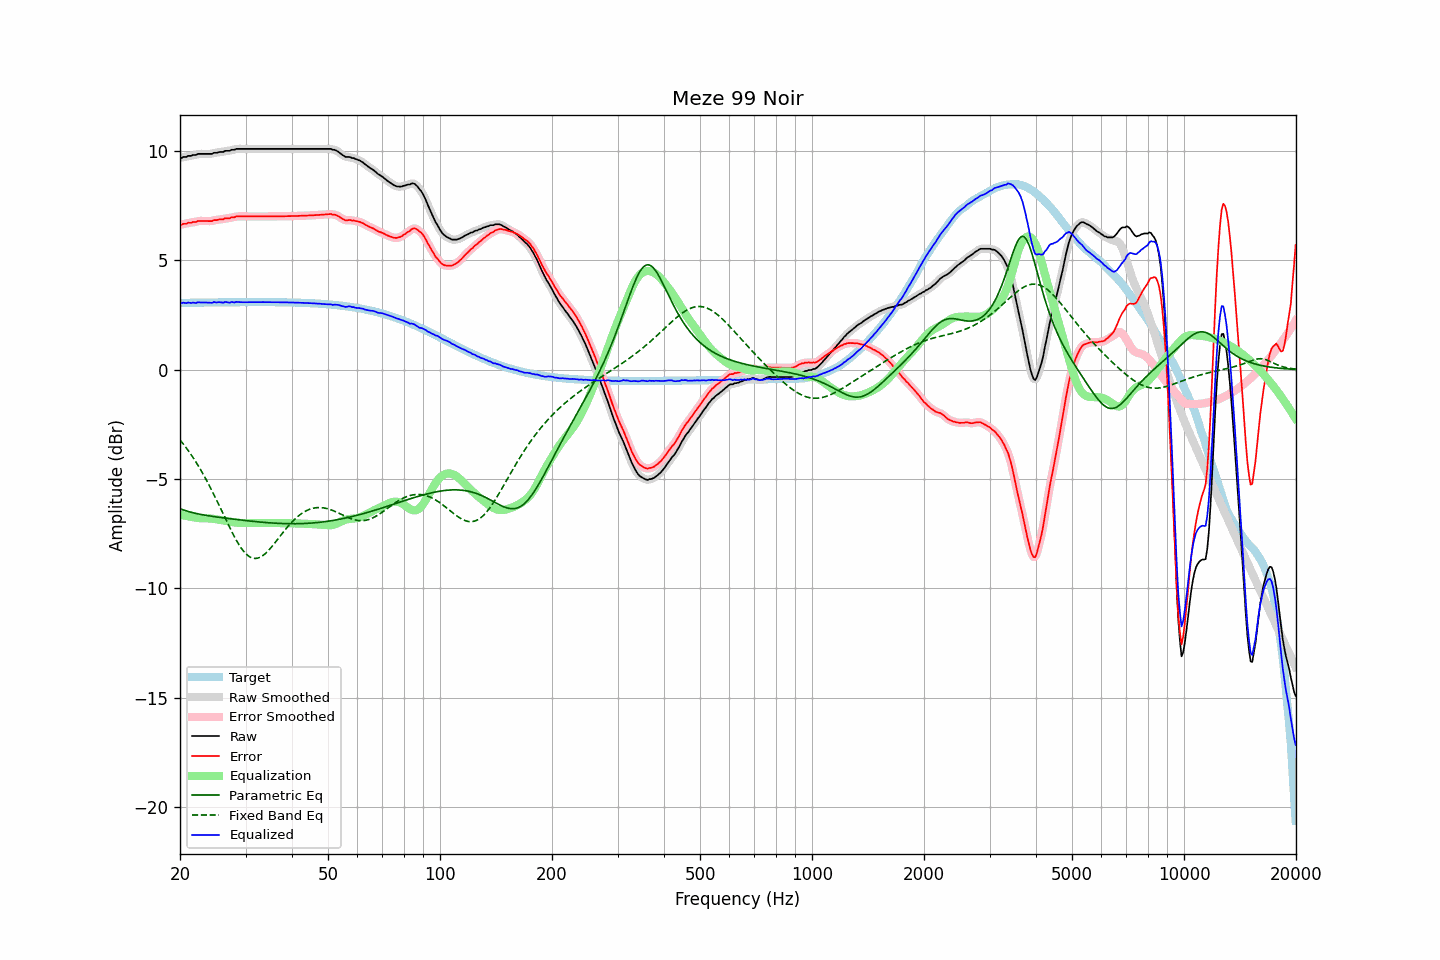 Meze 99 Noir
Amplitude (dBr)
10
5
0
−5
−10
−15
−20
Target
Raw Smoothed
Error Smoothed
Raw
Error
Equalization
Parametric Eq
Fixed Band Eq
Equalized
20 50 100 200 500 1000 2000 5000 10000 20000
Frequency (Hz)